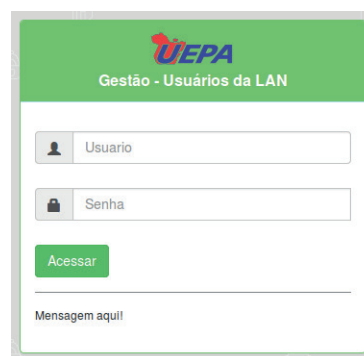 UEPA
Gestão - Usuários da LAN
Usuario
Senha
Acessar
Mensagem aqui!